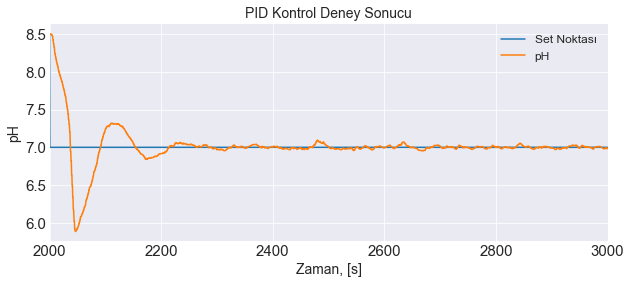 PID Kontrol Deney Sonucu
Set Noktası
pH
pH
8.5
8.0
7.5
7.0
6.5
6.0
2000 2200 2400 2600 2800 3000
Zaman, [s]